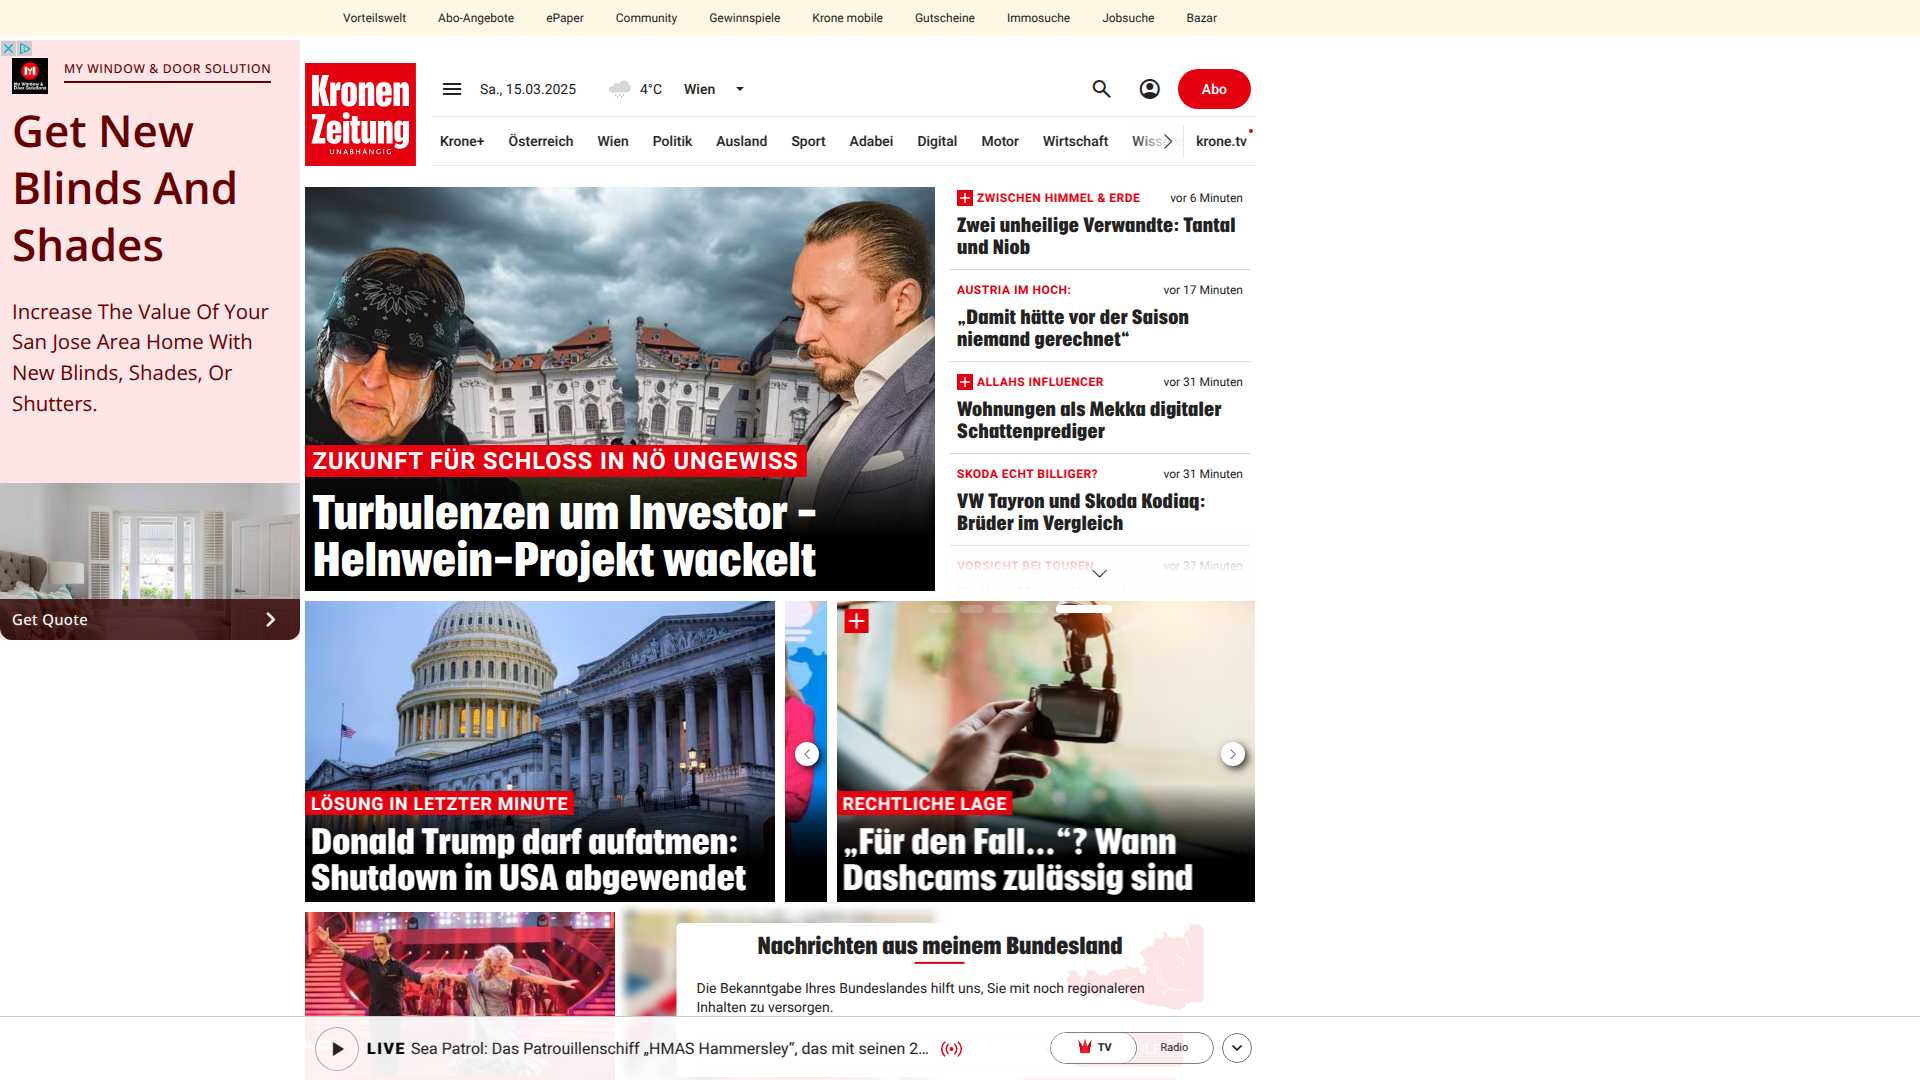 Vorteilswelt
Abo-Angebote
ePaper
Community
Gewinnspiele
Krone mobile
Gutscheine
Immosuche
Jobsuche
Bazar
MY WINDOW & DOOR SOLUTION
Get New
Blinds And
Shades
Increase The Value Of Your
San Jose Area Home With
New Blinds, Shades, Or
Shutters.
Get Quote
Kronen
Zeitung
UNABHÄNGIG
Sa., 15.03.2025
4°C
Wien
Abo
Krone+
Österreich
Wien
Politik
Ausland
Sport
Adabei
Digital
Motor
Wirtschaft
krone.tv
ZUKUNFT FÜR SCHLOSS IN NÖ UNGEWISS
Turbulenzen um Investor –
Helnwein-Projekt wackelt
ZWISCHEN HIMMEL & ERDE
vor 6 Minuten
Zwei unheilige Verwandte: Tantal
und Niob
AUSTRIA IM HOCH:
vor 17 Minuten
„Damit hätte vor der Saison
niemand gerechnet“
ALLAHS INFLUENCER
vor 31 Minuten
Wohnungen als Mekka digitaler
Schattenprediger
SKODA ECHT BILLIGER?
vor 31 Minuten
VW Tayron und Skoda Kodiaq:
Brüder im Vergleich
VORSICHT BEI TOUREN
vor 37 Minuten
LÖSUNG IN LETZTER MINUTE
Donald Trump darf aufatmen:
Shutdown in USA abgewendet
RECHTLICHE LAGE
„Für den Fall...“? Wann
Dashcams zulässig sind
Nachrichten aus meinem Bundesland
Die Bekanntgabe Ihres Bundeslandes hilft uns, Sie mit noch regionaleren
Inhalten zu versorgen.
LIVE Sea Patrol: Das Patrouillenschiff „HMAS Hammersley“, das mit seinen 2...
TV
Radio